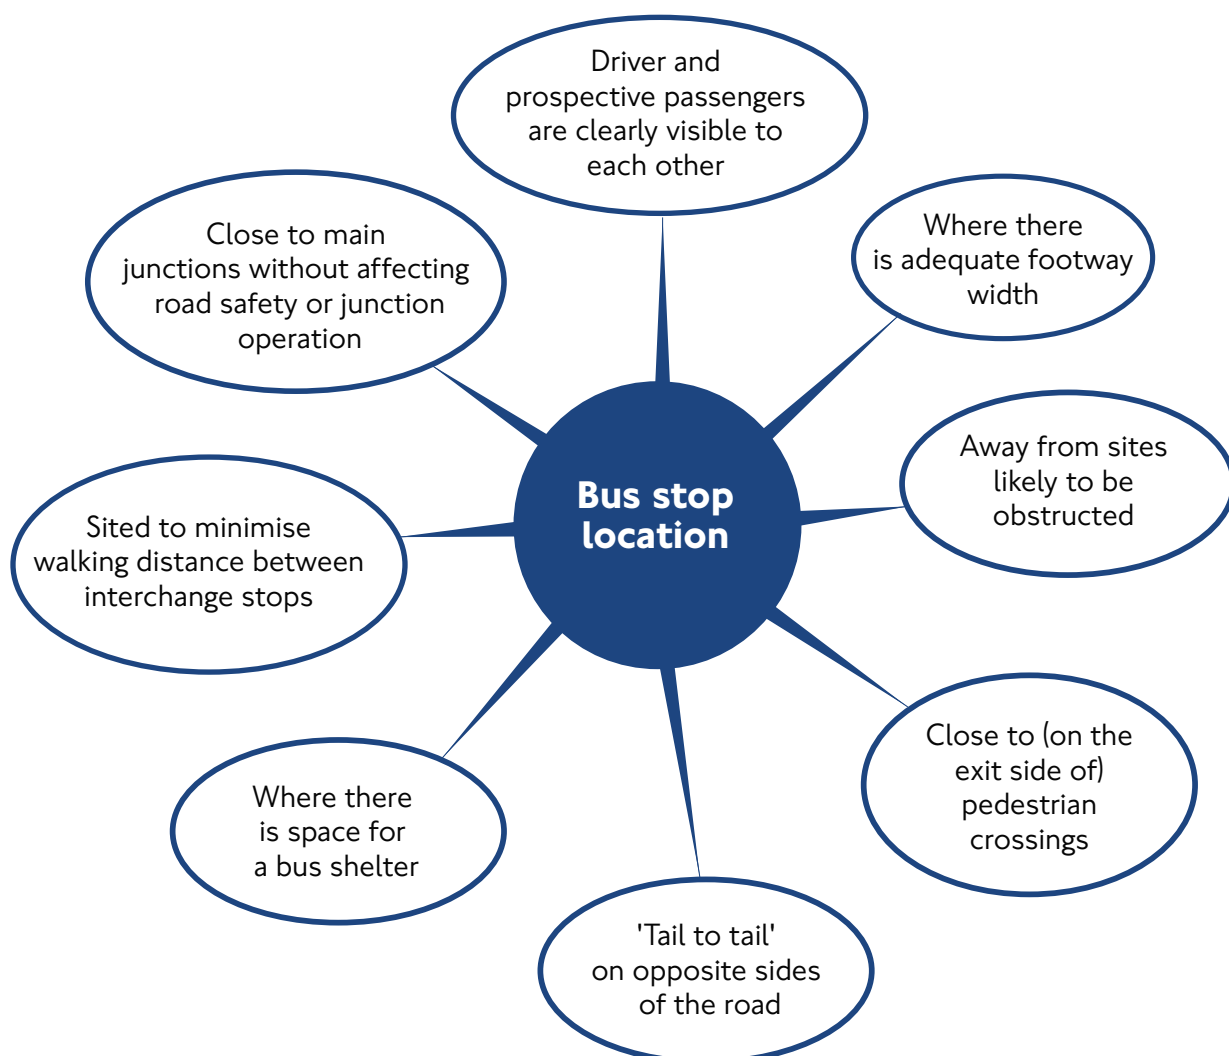 Driver and
prospective passengers
are clearly visible to
each other
Where there
is adequate footway
width
Away from sites
likely to be
obstructed
Close to (on the
exit side of)
pedestrian
crossings
'Tail to tail'
on opposite sides
of the road
Where there
is space for
a bus shelter
Sited to minimise
walking distance between
interchange stops
Close to main
junctions without affecting
road safety or junction
operation
Bus stop
location